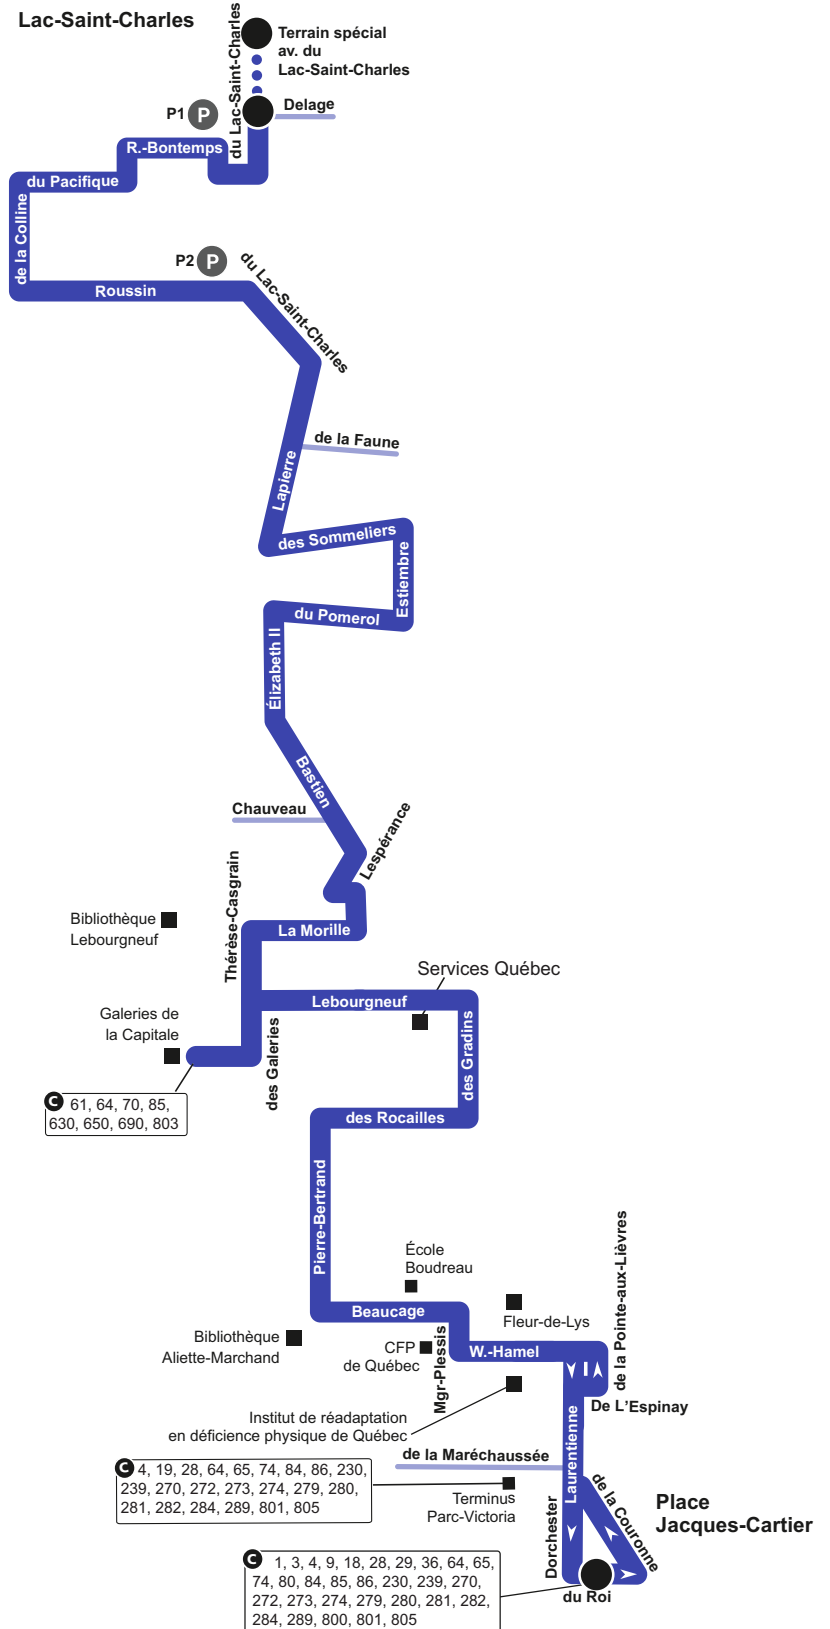 Lac-Saint-Charles
Terrain spécial
av. du
Lac-Saint-Charles
du Lac-Saint-Charles
P1 P
Delage
R.-Bontemps
du Pacifique
de la Colline
P2 P
du Lac-Saint-Charles
Roussin
de la Faune
Lapierre
des Sommeliers
Estiembre
du Pomerol
Élizabeth II
Bastien
Chauveau
Lespérance
Thérèse-Casgrain
Bibliothèque
Lebourgneuf
La Morille
Services Québec
Lebourgneuf
Galeries de
la Capitale
des Galeries
des Gradins
C 61, 64, 70, 85,
630, 650, 690, 803
des Rocailles
Pierre-Bertrand
École
Boudreau
Beaucage
Fleur-de-Lys
de la Pointe-aux-Lièvres
Bibliothèque
Aliette-Marchand
CFP
de Québec
Mgr-Plessis
W.-Hamel
De L'Espinay
Institut de réadaptation
en déficience physique de Québec
Laurentienne
de la Maréchaussée
C 4, 19, 28, 64, 65, 74, 84, 86, 230,
239, 270, 272, 273, 274, 279, 280,
281, 282, 284, 289, 801, 805
Terminus
Parc-Victoria
de la Couronne
Place
Jacques-Cartier
Dorchester
C 1, 3, 4, 9, 18, 28, 29, 36, 64, 65,
74, 80, 84, 85, 86, 230, 239, 270,
272, 273, 274, 279, 280, 281, 282,
284, 289, 800, 801, 805
du Roi